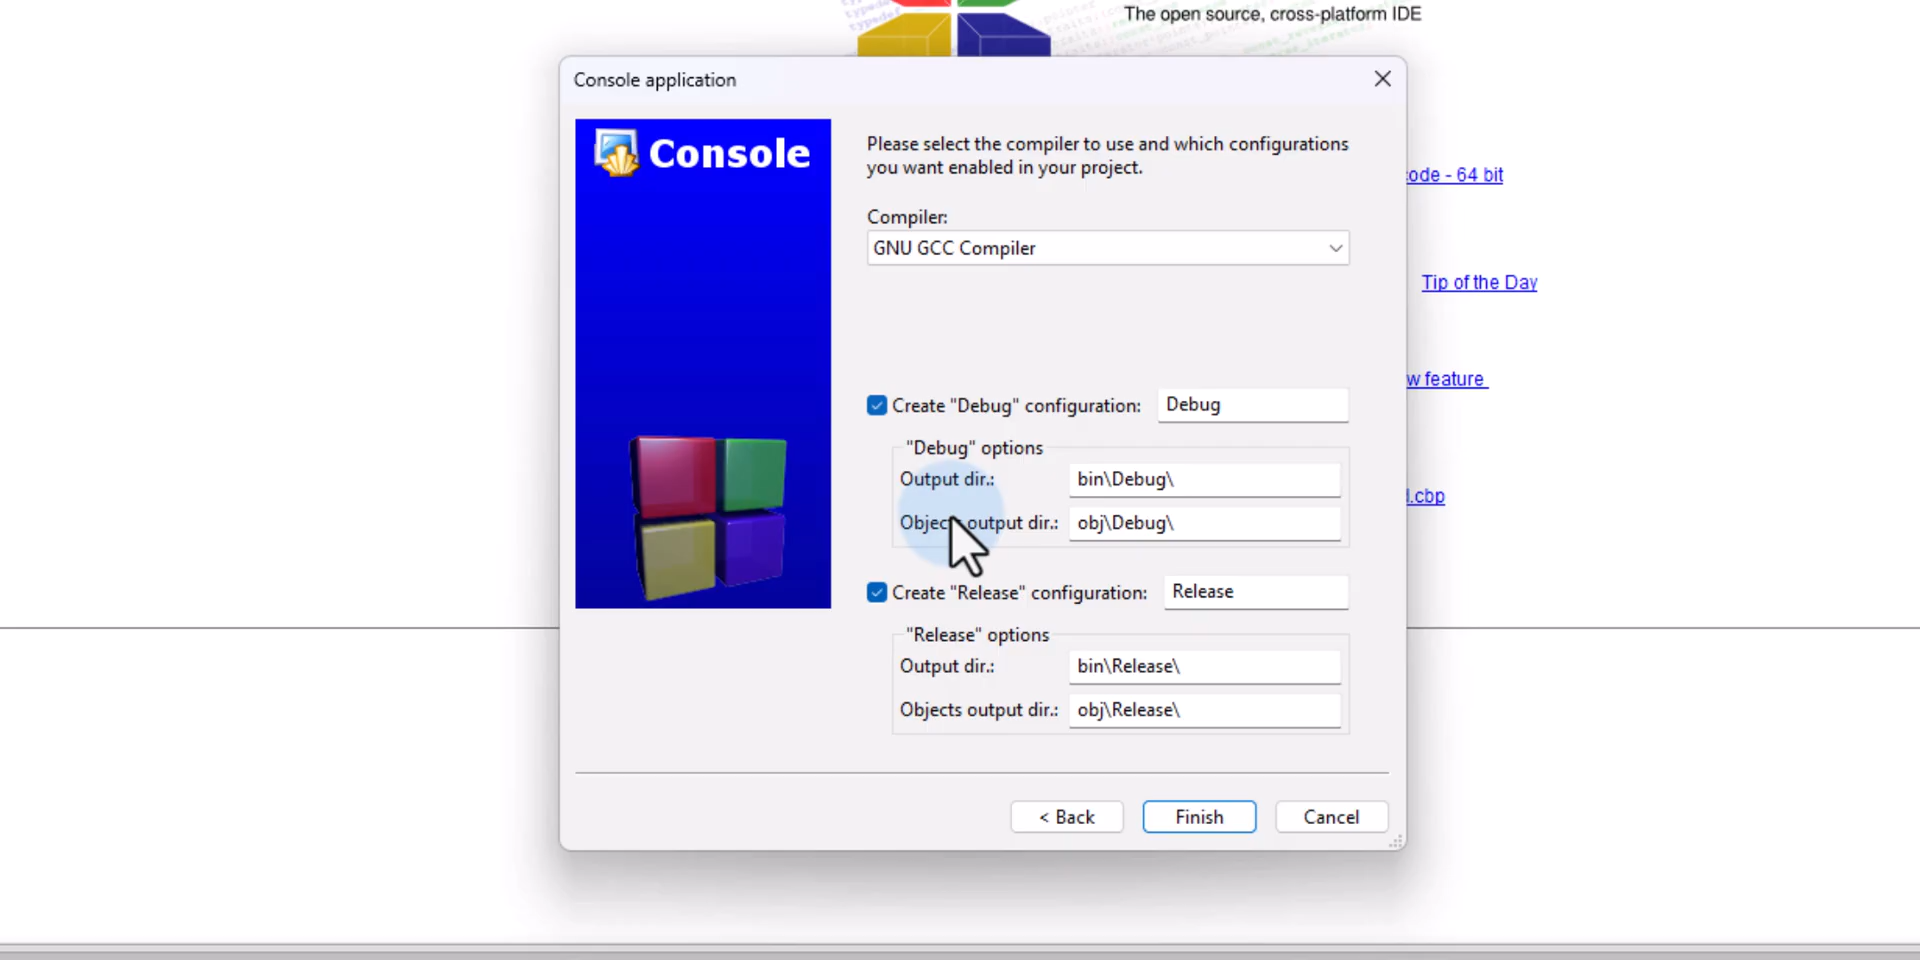 The open source, cross-platform IDE
Console application
Console
Please select the compiler to use and which configurations
you want enabled in your project.
code - 64 bit
Compiler:
GNU GCC Compiler
Tip of the Day
w feature
Create "Debug" configuration: Debug
"Debug" options
Output dir.: bin\Debug\
Objects output dir.: obj\Debug\
.cbp
Create "Release" configuration: Release
"Release" options
Output dir.: bin\Release\
Objects output dir.: obj\Release\
< Back Finish Cancel